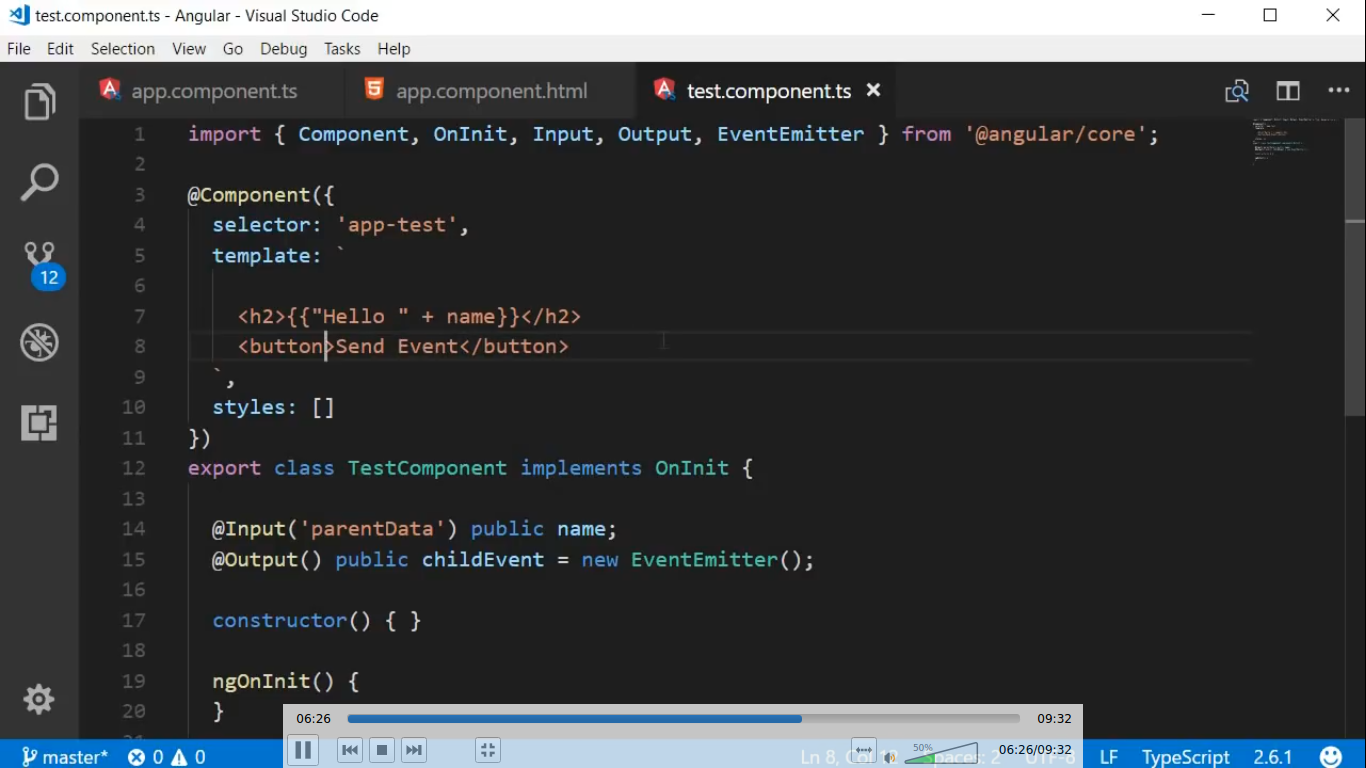 test.component.ts - Angular - Visual Studio Code
File Edit Selection View Go Debug Tasks Help
app.component.ts app.component.html test.component.ts
1 import { Component, OnInit, Input, Output, EventEmitter } from '@angular/core';
2
3 @Component({
4 selector: 'app-test',
5 template: `
6
7 <h2>{{"Hello " + name}}</h2>
8 <button>Send Event</button>
9 `,
10 styles: []
11 })
12 export class TestComponent implements OnInit {
13
14 @Input('parentData') public name;
15 @Output() public childEvent = new EventEmitter();
16
17 constructor() { }
18
19 ngOnInit() {
20 }
12
06:26 09:32
50% 06:26/09:32
master* 0 0 Ln 8, Spaces: 2 UTF-8 LF TypeScript 2.6.1